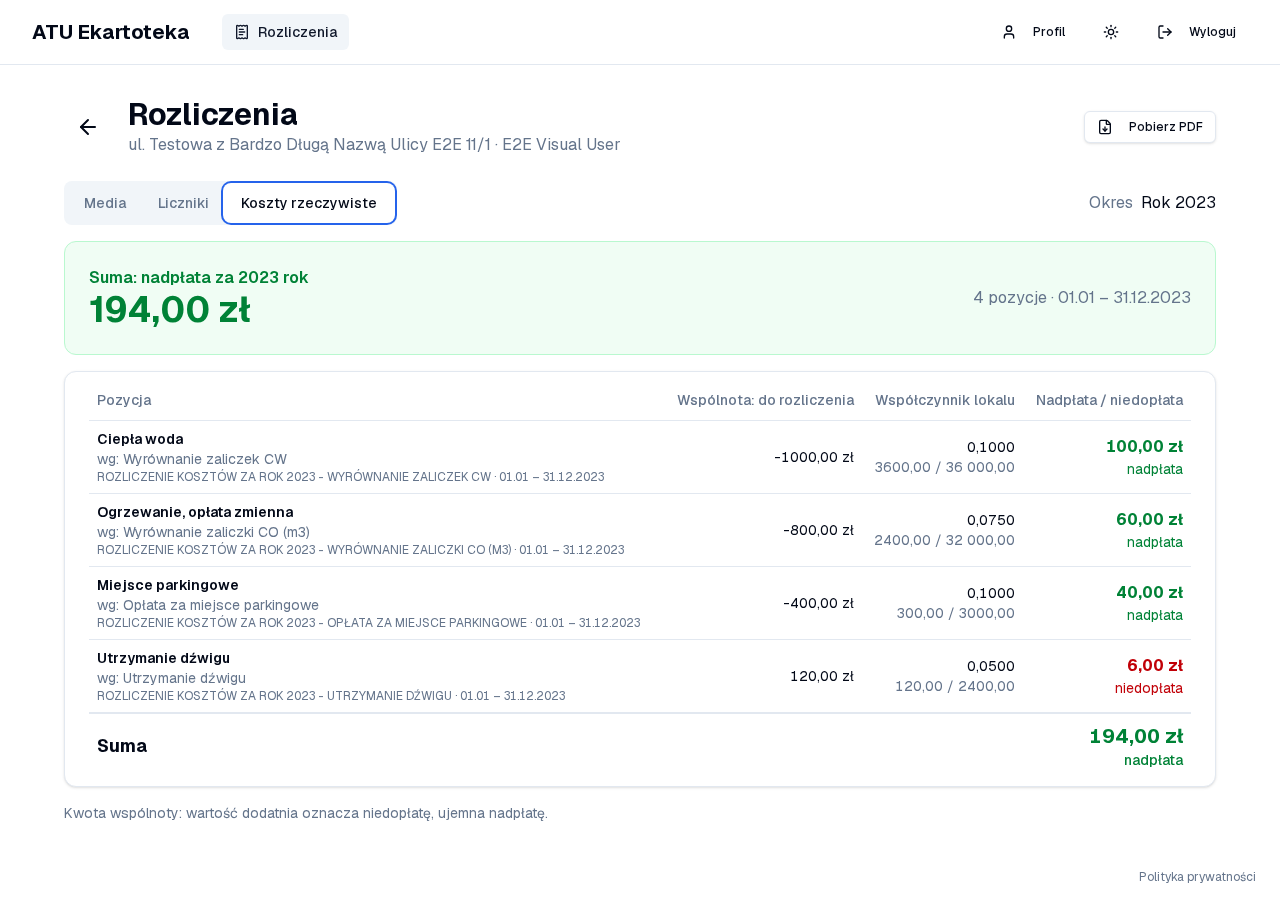 ATU Ekartoteka
Rozliczenia
Profil
Wyloguj
Rozliczenia
ul. Testowa z Bardzo Długą Nazwą Ulicy E2E 11/1 · E2E Visual User
Pobierz PDF
Media
Liczniki
Koszty rzeczywiste
Okres Rok 2023
Suma: nadpłata za 2023 rok
194,00 zł
4 pozycje · 01.01 – 31.12.2023
Pozycja
Wspólnota: do rozliczenia
Współczynnik lokalu
Nadpłata / niedopłata
Ciepła woda
wg: Wyrównanie zaliczek CW
ROZLICZENIE KOSZTÓW ZA ROK 2023 - WYRÓWNANIE ZALICZEK CW · 01.01 – 31.12.2023
-1000,00 zł
0,1000
3600,00 / 36 000,00
100,00 zł
nadpłata
Ogrzewanie, opłata zmienna
wg: Wyrównanie zaliczki CO (m3)
ROZLICZENIE KOSZTÓW ZA ROK 2023 - WYRÓWNANIE ZALICZKI CO (M3) · 01.01 – 31.12.2023
-800,00 zł
0,0750
2400,00 / 32 000,00
60,00 zł
nadpłata
Miejsce parkingowe
wg: Opłata za miejsce parkingowe
ROZLICZENIE KOSZTÓW ZA ROK 2023 - OPŁATA ZA MIEJSCE PARKINGOWE · 01.01 – 31.12.2023
-400,00 zł
0,1000
300,00 / 3000,00
40,00 zł
nadpłata
Utrzymanie dźwigu
wg: Utrzymanie dźwigu
ROZLICZENIE KOSZTÓW ZA ROK 2023 - UTRZYMANIE DŹWIGU · 01.01 – 31.12.2023
120,00 zł
0,0500
120,00 / 2400,00
6,00 zł
niedopłata
Suma
194,00 zł
nadpłata
Kwota wspólnoty: wartość dodatnia oznacza niedopłatę, ujemna nadpłatę.
Polityka prywatności